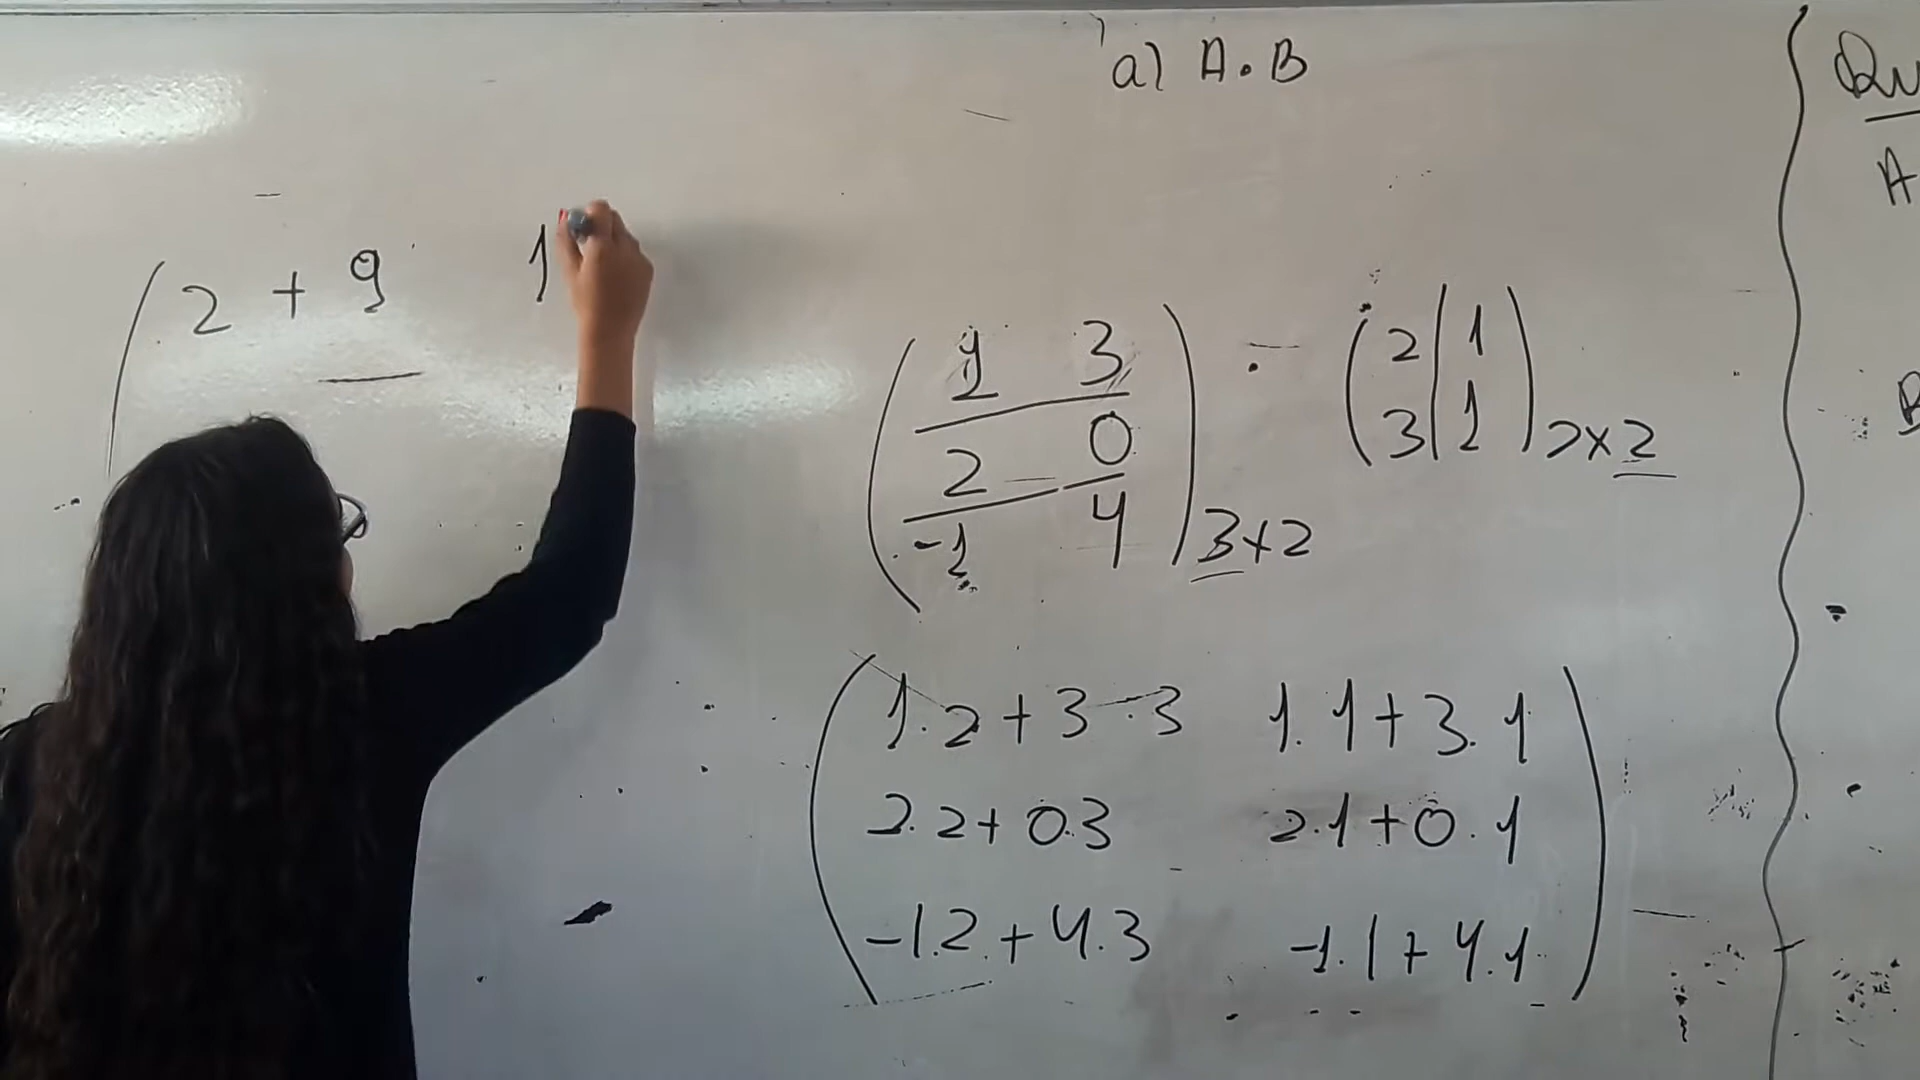 a) A.B
Qu
A
B
( 2 + 9 1
( 1 3
2 0
-1 4 ) 3x2 . ( 2 | 1
3 | 1 ) 2x2
( 1.2+3.3 1.1+3.1
2.2+0.3 2.1+0.1
-1.2+4.3 -1.1+4.1 )